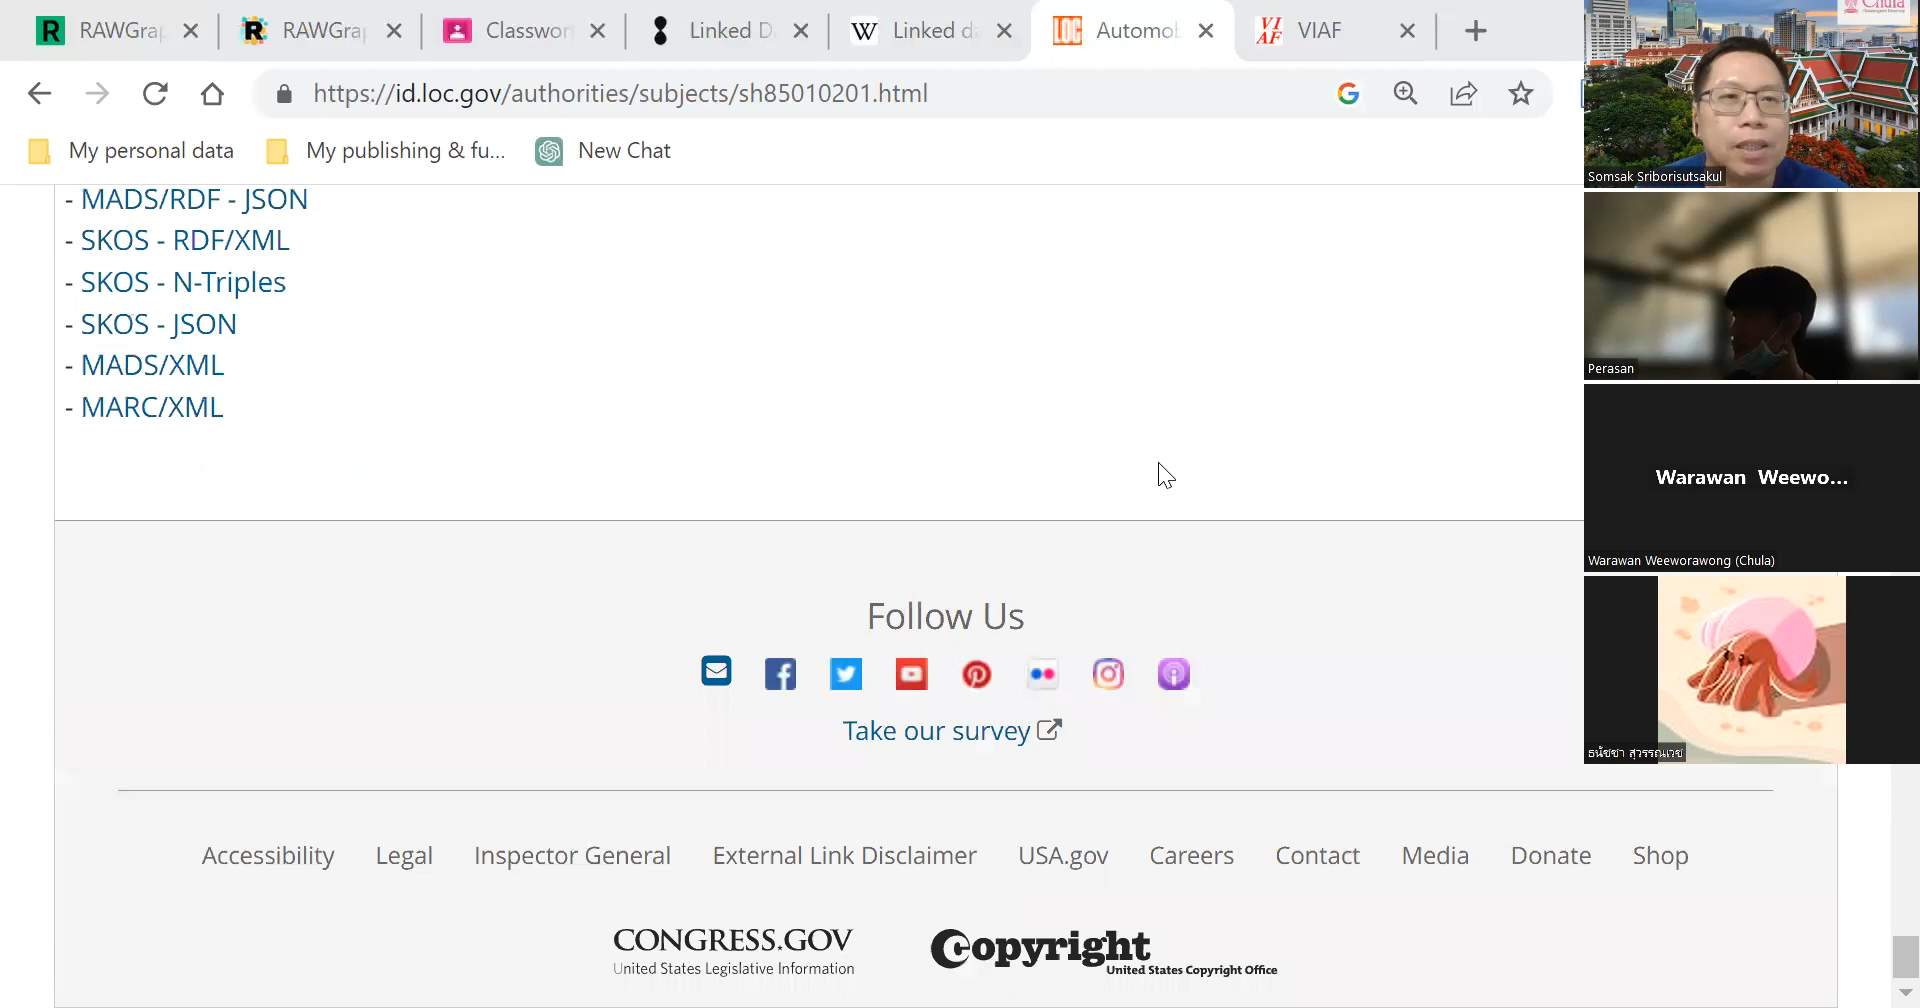 RAWGra
RAWGra
Classwor
Linked D
Linked d
Automo
VIAF
https://id.loc.gov/authorities/subjects/sh85010201.html
My personal data
My publishing & fu...
New Chat
- MADS/RDF - JSON
- SKOS - RDF/XML
- SKOS - N-Triples
- SKOS - JSON
- MADS/XML
- MARC/XML
Follow Us
Take our survey
Accessibility Legal Inspector General External Link Disclaimer USA.gov Careers Contact Media Donate Shop
CONGRESS.GOV
United States Legislative Information
Copyright
United States Copyright Office
Chula
Somsak Sriborisutsakul
Perasan
Warawan Weewo...
Warawan Weeworawong (Chula)
ธนัชชา สุวรรณเวช